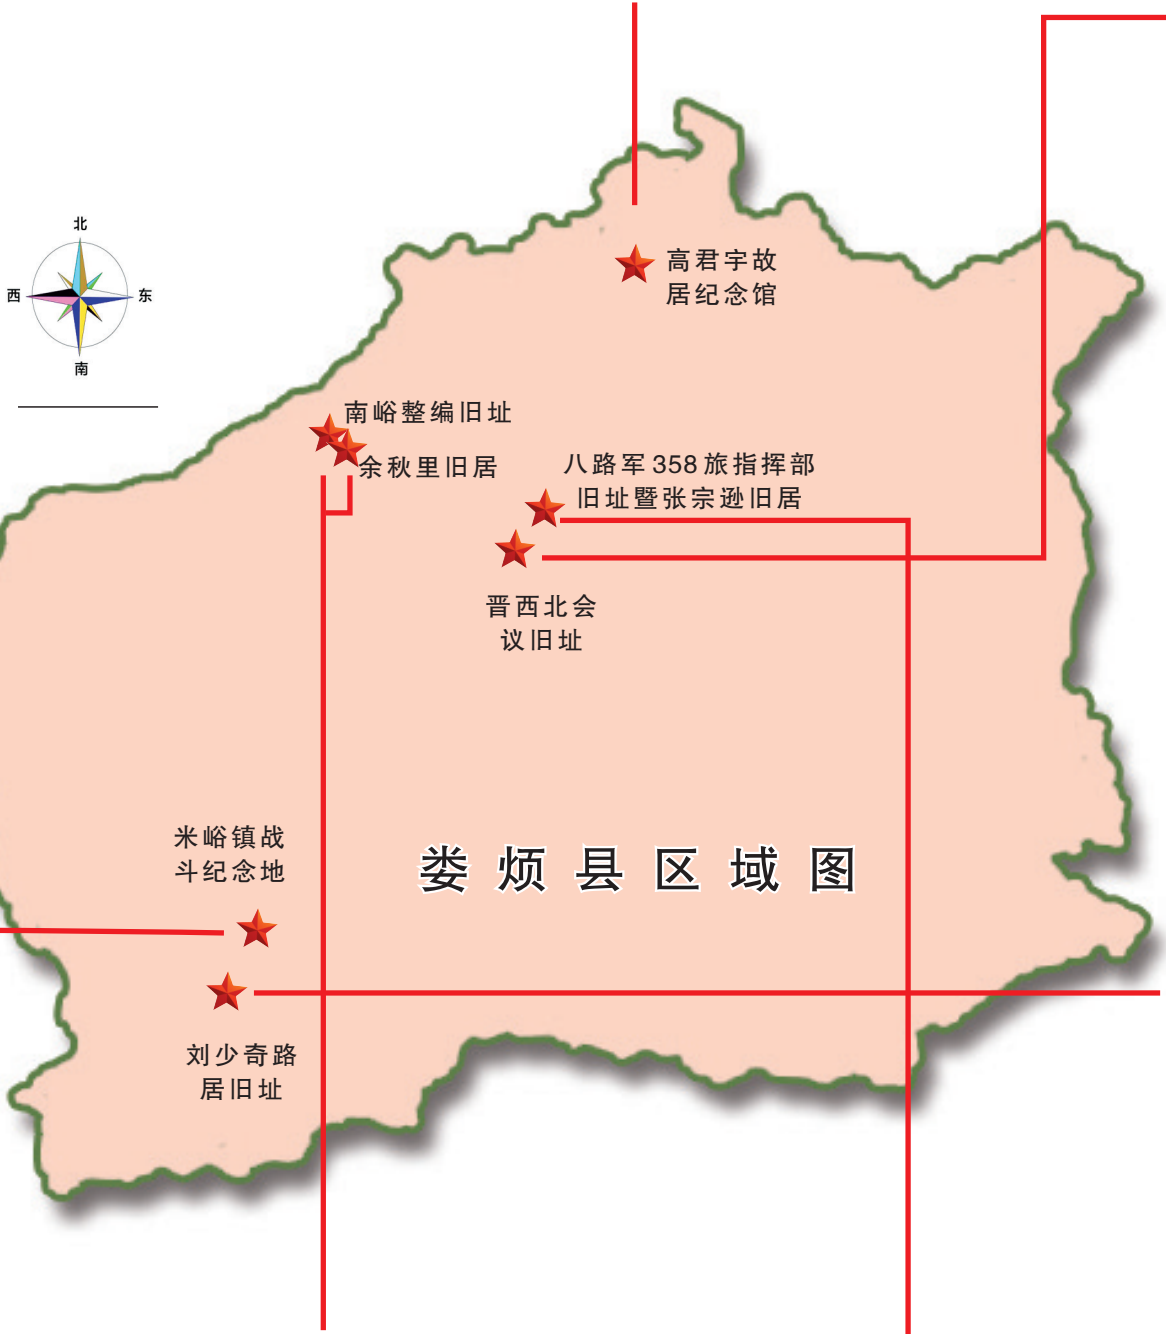 北
西
东
南
高君宇故
居纪念馆
南峪整编旧址
余秋里旧居
八路军358旅指挥部
旧址暨张宗逊旧居
晋西北会
议旧址
米峪镇战
斗纪念地
娄烦县区域图
刘少奇路
居旧址